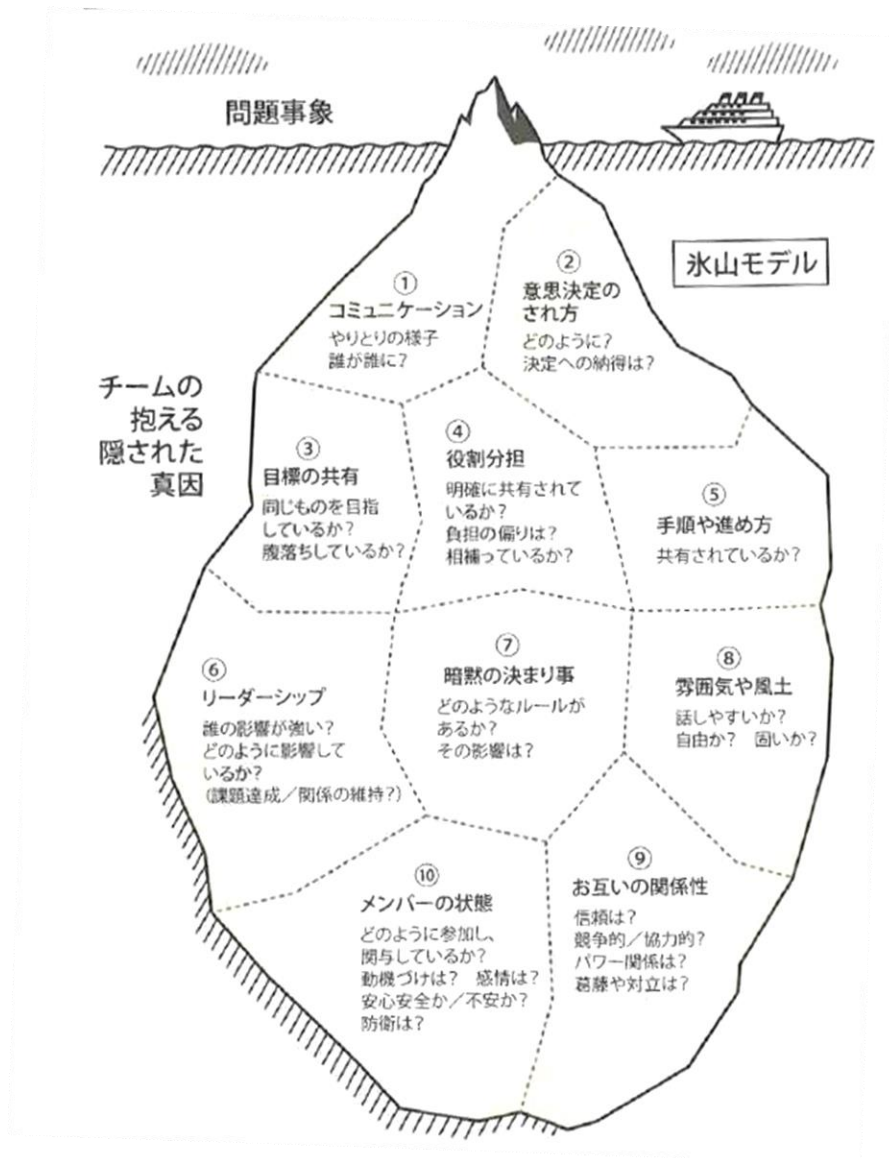 問題事象
氷山モデル
チームの
抱える
隠された
真因
①
コミュニケーション
やりとりの様子
誰が誰に？
②
意思決定の
され方
どのように？
決定への納得は？
③
目標の共有
同じものを目指
しているか？
腹落ちしているか？
④
役割分担
明確に共有されて
いるか？
負担の偏りは？
相補っているか？
⑤
手順や進め方
共有されているか？
⑥
リーダーシップ
誰の影響が強い？
どのように影響して
いるか？
（課題達成／関係の維持？）
⑦
暗黙の決まり事
どのようなルールが
あるか？
その影響は？
⑧
雰囲気や風土
話しやすいか？
自由か？　固いか？
⑨
お互いの関係性
信頼は？
競争的／協力的？
パワー関係は？
葛藤や対立は？
⑩
メンバーの状態
どのように参加し、
関与しているか？
動機づけは？　感情は？
安心安全か／不安か？
防衛は？